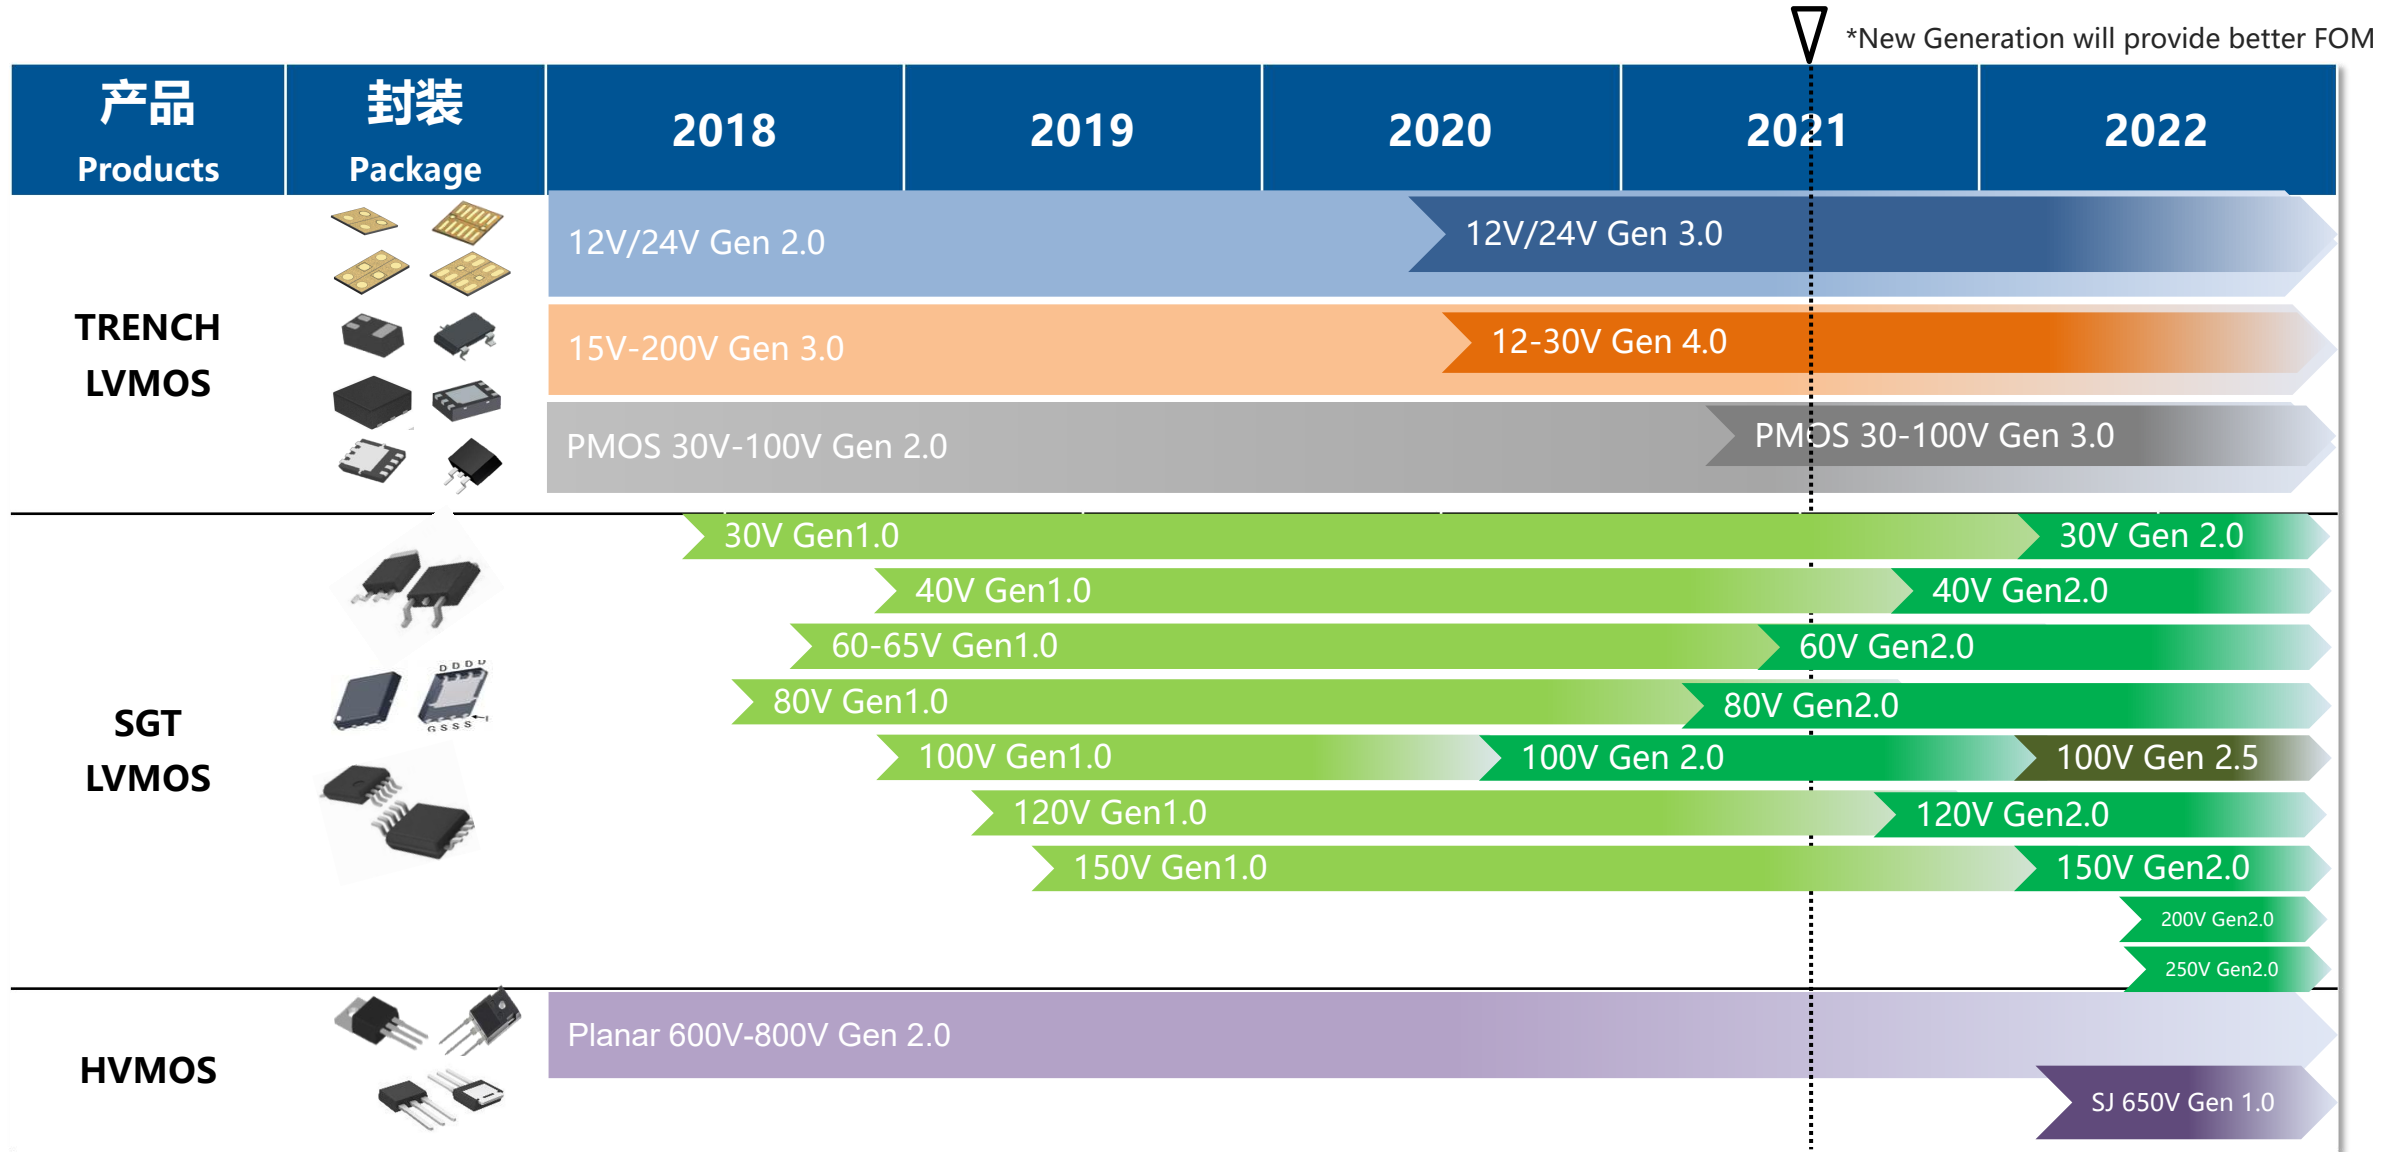 *New Generation will provide better FOM
产品
Products
封装
Package
2018
2019
2020
2021
2022
TRENCH
LVMOS
12V/24V Gen 2.0
12V/24V Gen 3.0
15V-200V Gen 3.0
12-30V Gen 4.0
PMOS 30V-100V Gen 2.0
PMOS 30-100V Gen 3.0
SGT
LVMOS
D D D D
G S S S
30V Gen1.0
30V Gen 2.0
40V Gen1.0
40V Gen2.0
60-65V Gen1.0
60V Gen2.0
80V Gen1.0
80V Gen2.0
100V Gen1.0
100V Gen 2.0
100V Gen 2.5
120V Gen1.0
120V Gen2.0
150V Gen1.0
150V Gen2.0
200V Gen2.0
250V Gen2.0
HVMOS
Planar 600V-800V Gen 2.0
SJ 650V Gen 1.0